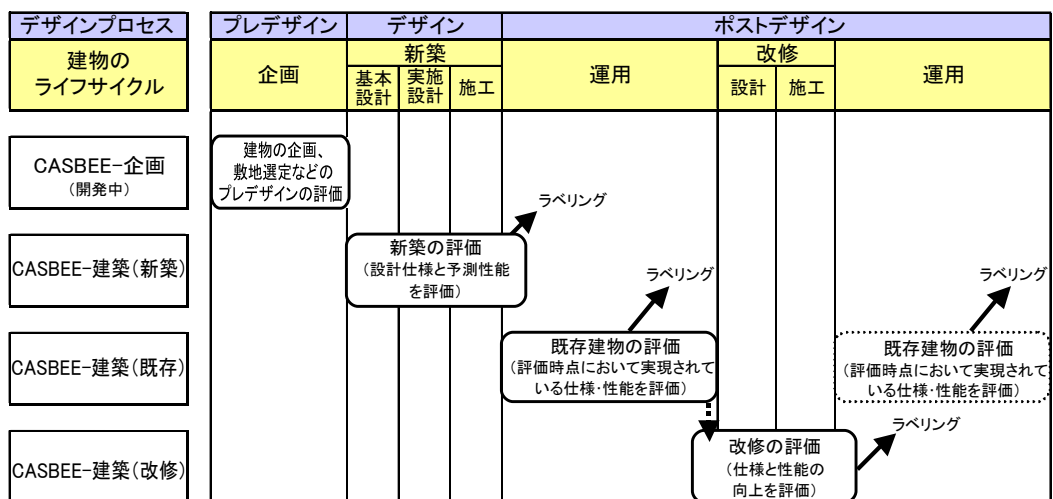 デザインプロセス
プレデザイン
デザイン
ポストデザイン
建物の
ライフサイクル
企画
新築
基本
設計
実施
設計
施工
運用
改修
設計
施工
運用
CASBEE-企画
（開発中）
建物の企画、
敷地選定などの
プレデザインの評価
ラベリング
CASBEE-建築(新築)
新築の評価
（設計仕様と予測性能
を評価）
ラベリング
ラベリング
CASBEE-建築(既存)
既存建物の評価
（評価時点において実現されて
いる仕様･性能を評価）
既存建物の評価
（評価時点において実現されて
いる仕様･性能を評価）
ラベリング
CASBEE-建築(改修)
改修の評価
（仕様と性能の
向上を評価）